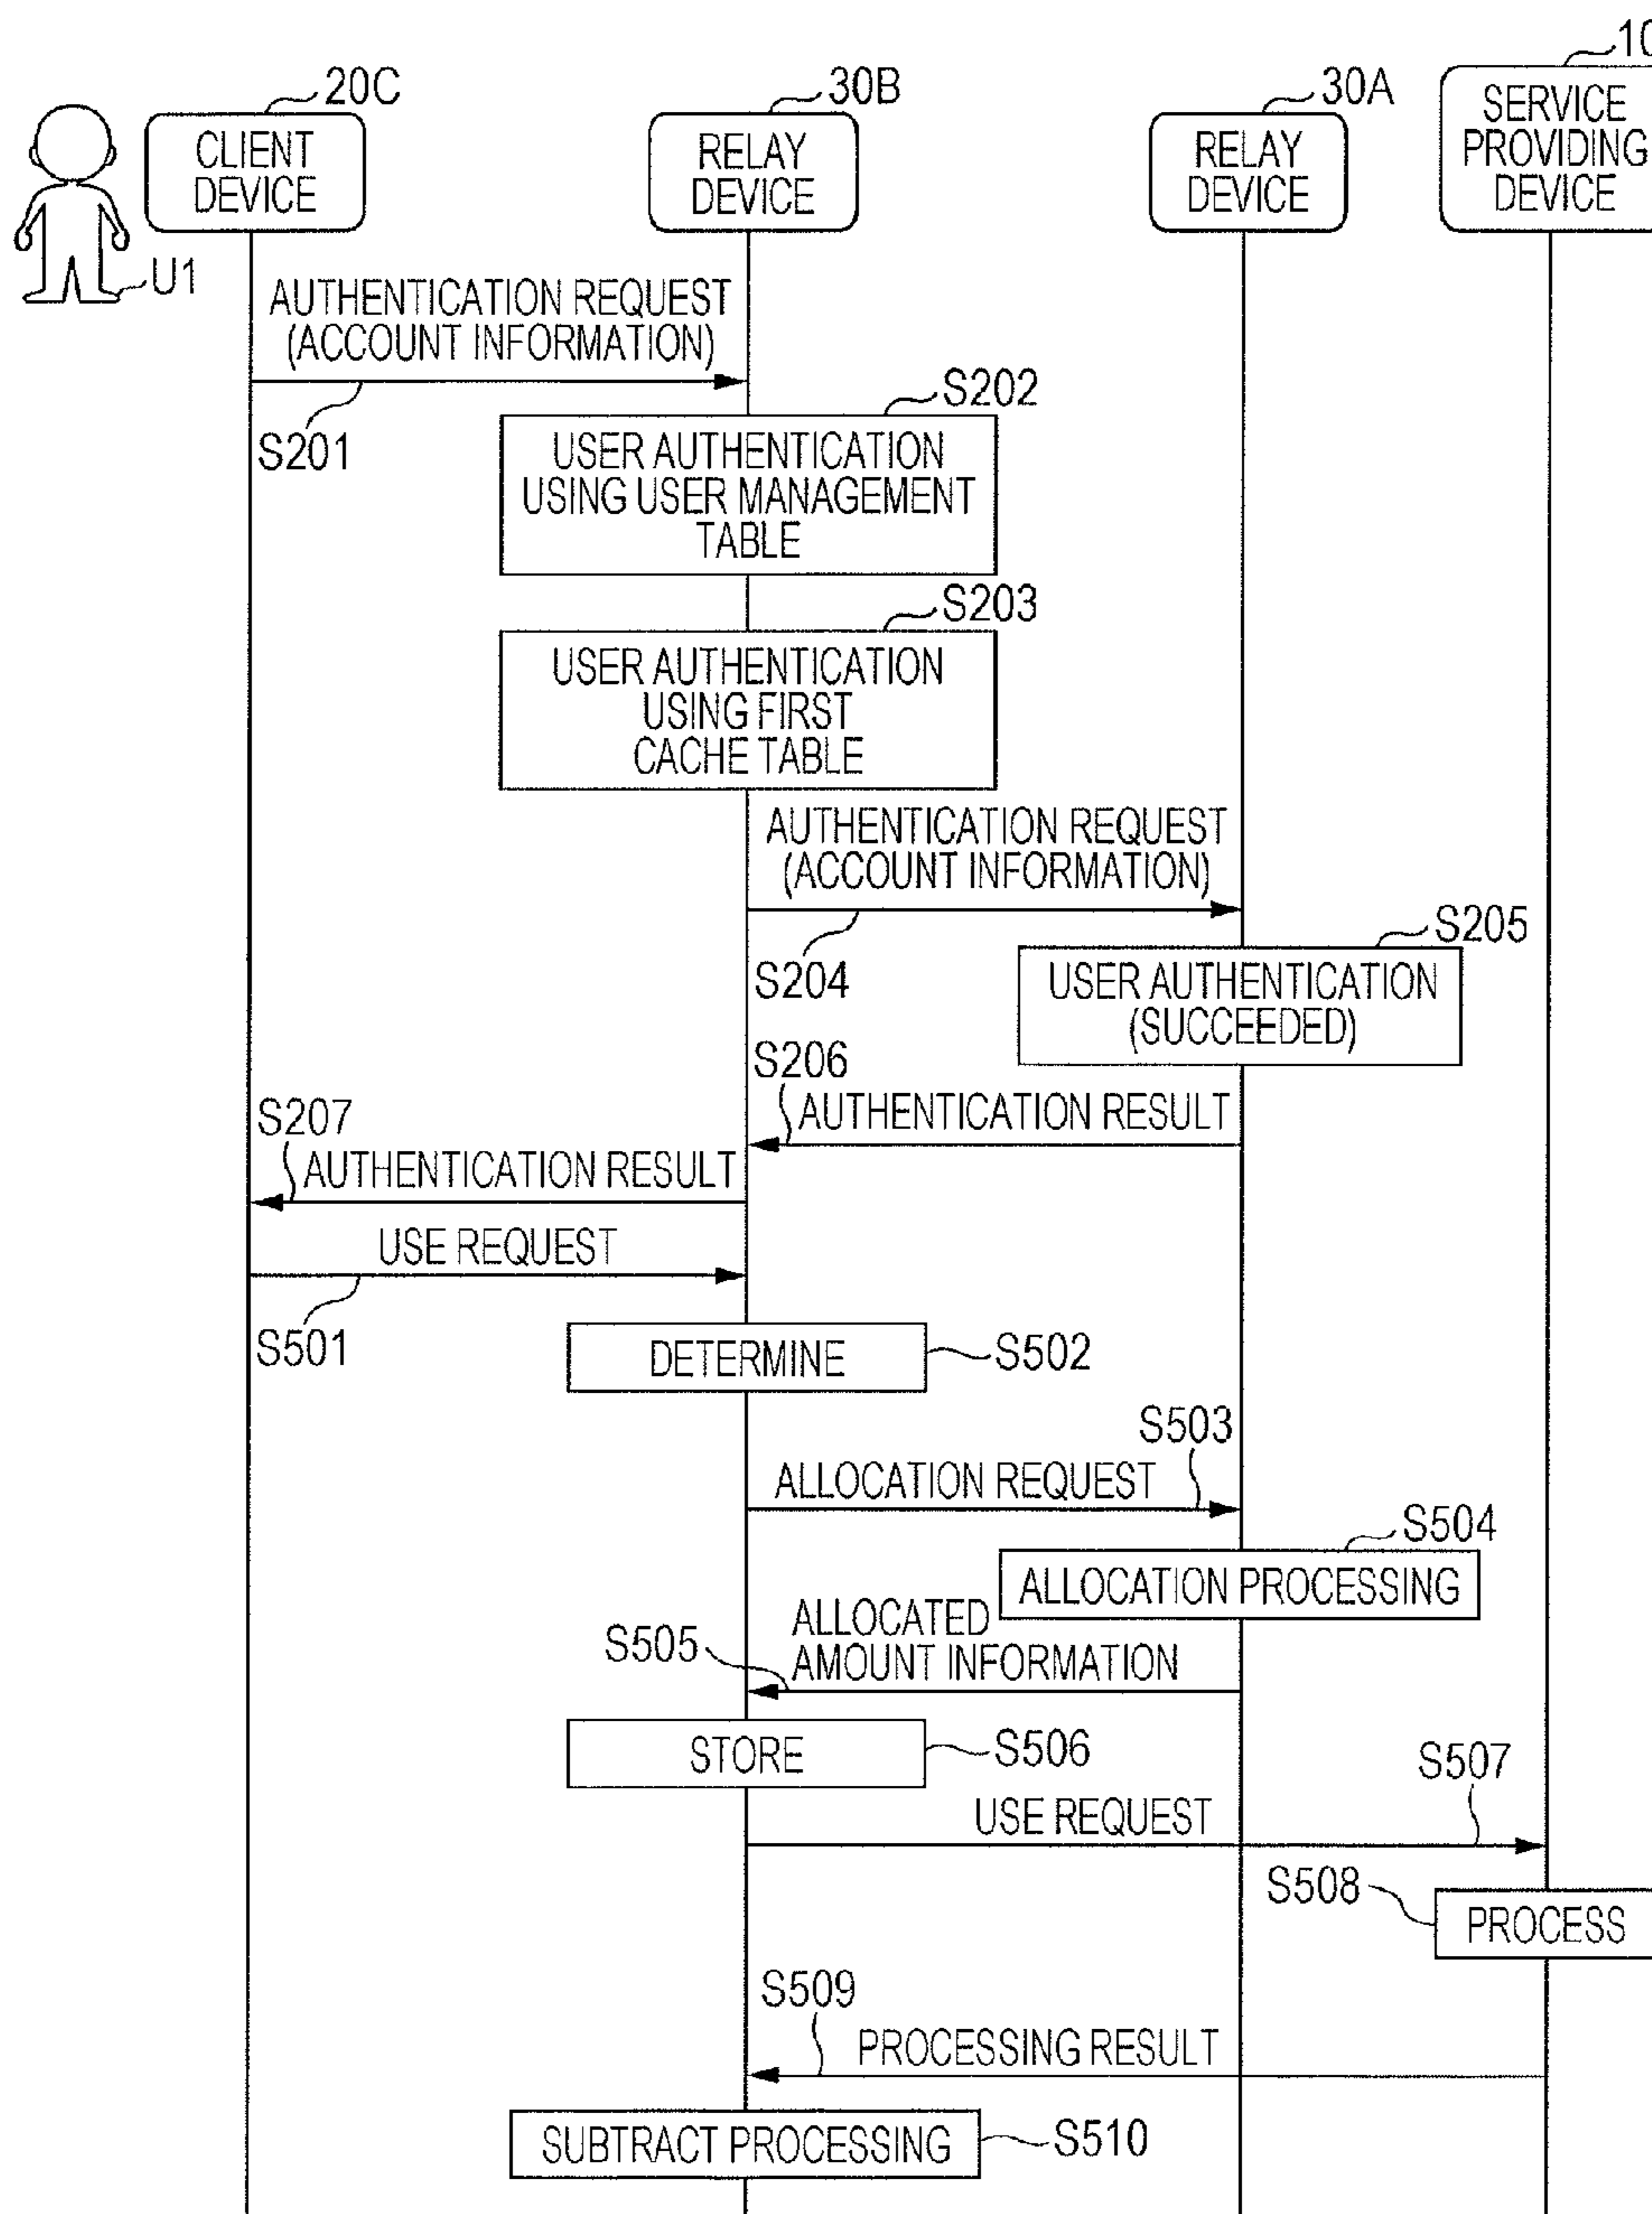 20C
30B
30A
10
CLIENT
DEVICE
RELAY
DEVICE
RELAY
DEVICE
SERVICE
PROVIDING
DEVICE
U1
AUTHENTICATION REQUEST
(ACCOUNT INFORMATION)
S201
S202
USER AUTHENTICATION
USING USER MANAGEMENT
TABLE
S203
USER AUTHENTICATION
USING FIRST
CACHE TABLE
AUTHENTICATION REQUEST
(ACCOUNT INFORMATION)
S204
S205
USER AUTHENTICATION
(SUCCEEDED)
S206
AUTHENTICATION RESULT
S207
AUTHENTICATION RESULT
USE REQUEST
S501
DETERMINE
S502
S503
ALLOCATION REQUEST
S504
ALLOCATION PROCESSING
ALLOCATED
AMOUNT INFORMATION
S505
STORE
S506
S507
USE REQUEST
S508
PROCESS
S509
PROCESSING RESULT
SUBTRACT PROCESSING
S510